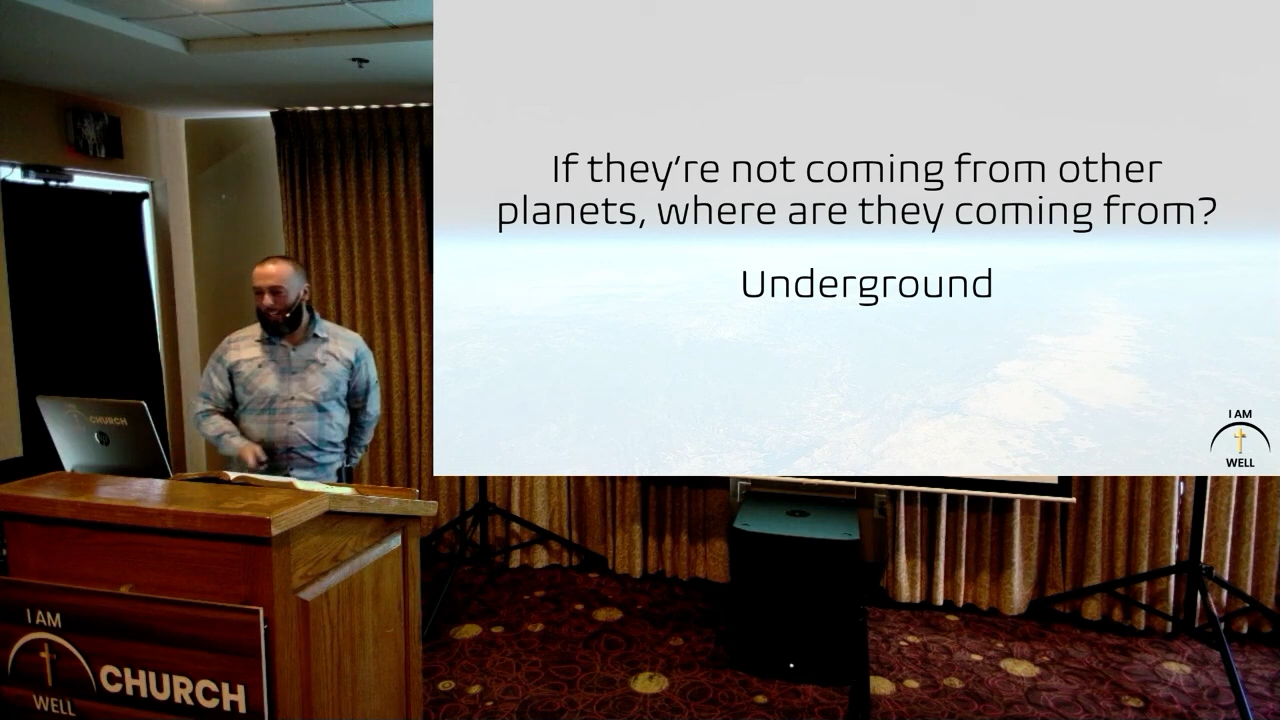 If they're not coming from other
planets, where are they coming from?
Underground
I AM
WELL
CHURCH
I AM
WELL
CHURCH